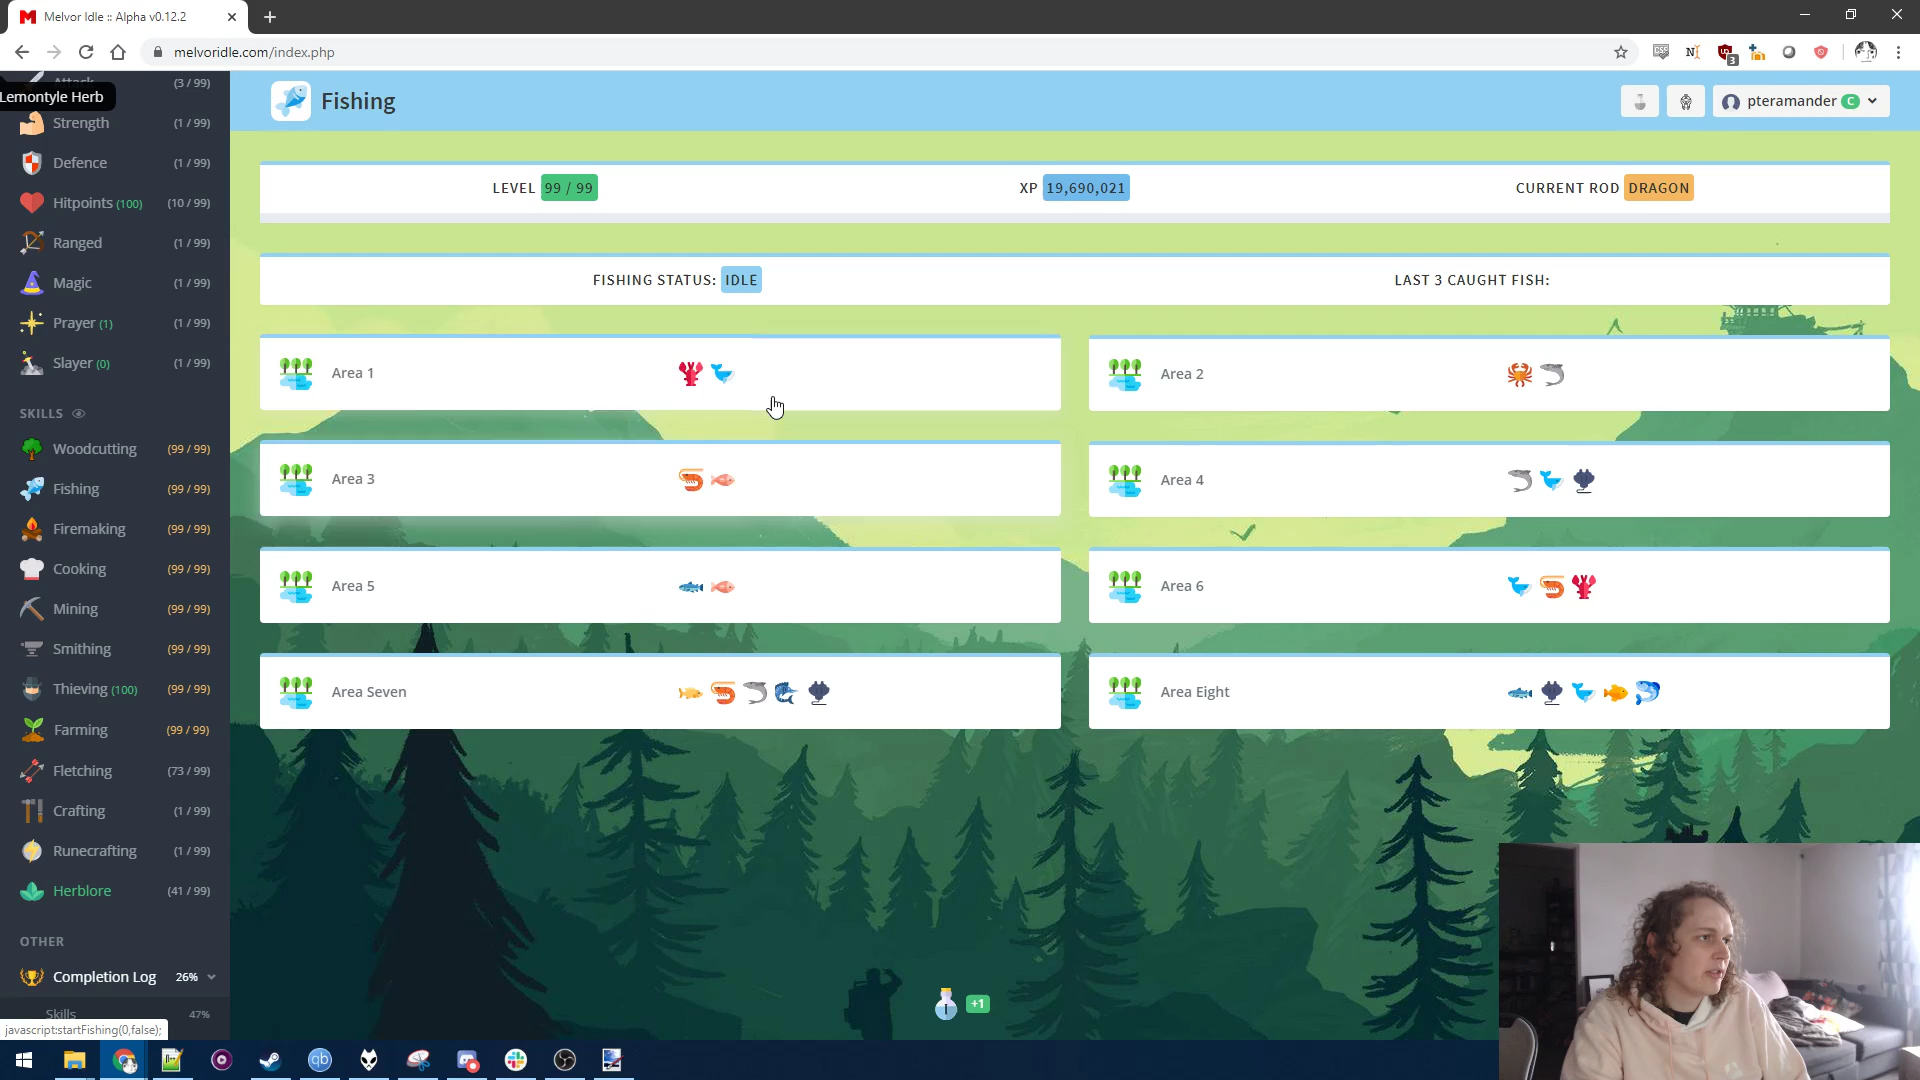 Melvor Idle :: Alpha v0.12.2
melvoridle.com/index.php
3
Attack (3 / 99)
Lemontyle Herb
Strength (1 / 99)
Defence (1 / 99)
Hitpoints (100) (10 / 99)
Ranged (1 / 99)
Magic (1 / 99)
Prayer (1) (1 / 99)
Slayer (0) (1 / 99)
SKILLS
Woodcutting (99 / 99)
Fishing (99 / 99)
Firemaking (99 / 99)
Cooking (99 / 99)
Mining (99 / 99)
Smithing (99 / 99)
Thieving (100) (99 / 99)
Farming (99 / 99)
Fletching (73 / 99)
Crafting (1 / 99)
Runecrafting (1 / 99)
Herblore (41 / 99)
OTHER
Completion Log 26%
Skills 47%
javascript:startFishing(0,false);
Fishing
pteramander C
LEVEL 99 / 99
XP 19,690,021
CURRENT ROD DRAGON
FISHING STATUS: IDLE
LAST 3 CAUGHT FISH:
Area 1
Area 2
Area 3
Area 4
Area 5
Area 6
Area Seven
Area Eight
+1
qb